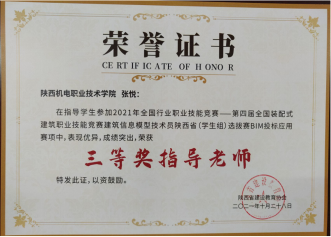 荣誉证书
CERTIFICATE OF HONOR
陕西机电职业技术学院 张悦：
在指导学生参加2021年全国行业职业技能竞赛——第四届全国装配式
建筑职业技能竞赛建筑信息模型技术员陕西省（学生组）选拔赛BIM投标应用
赛项中，表现优异，成绩突出，荣获
三等奖指导老师
特发此证，以资鼓励。
陕西省建设教育协会
二〇二一年十月二十八日